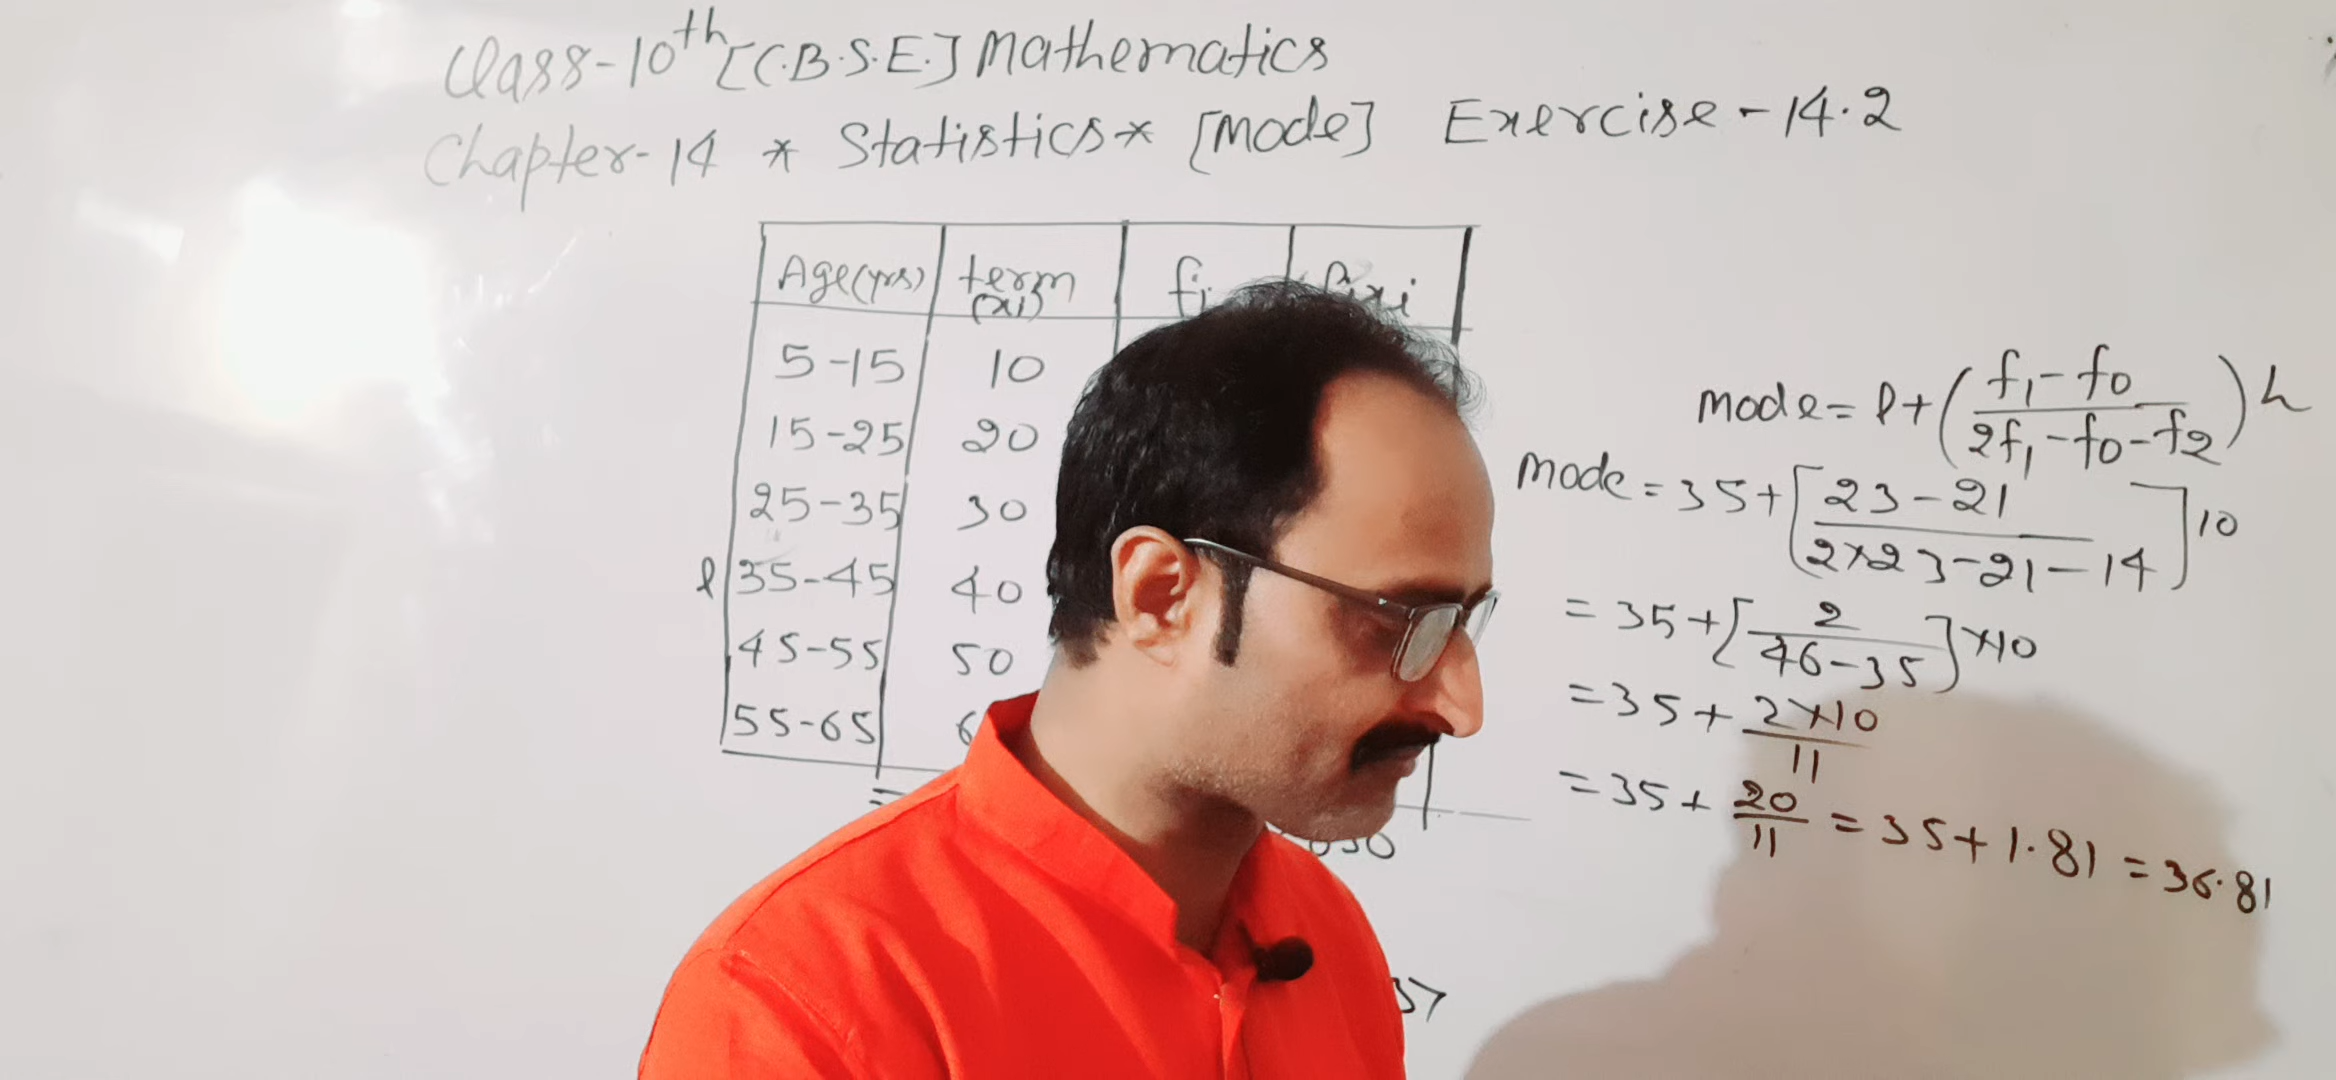 Class-10th [C.B.S.E.] Mathematics
Chapter-14 * Statistics * [Mode] Exercise - 14.2
Age(yrs) term (xi) fi fixi
5-15 10
15-25 20
25-35 30
l 35-45 40
45-55 50
55-65 6
=
mode = l + (f1 - f0 / 2f1 - f0 - f2) h
mode = 35 + [23 - 21 / 2×23 - 21 - 14] 10
= 35 + [2 / 46 - 35] ×10
= 35 + 2×10 / 11
= 35 + 20 / 11 = 35 + 1.81 = 36.81